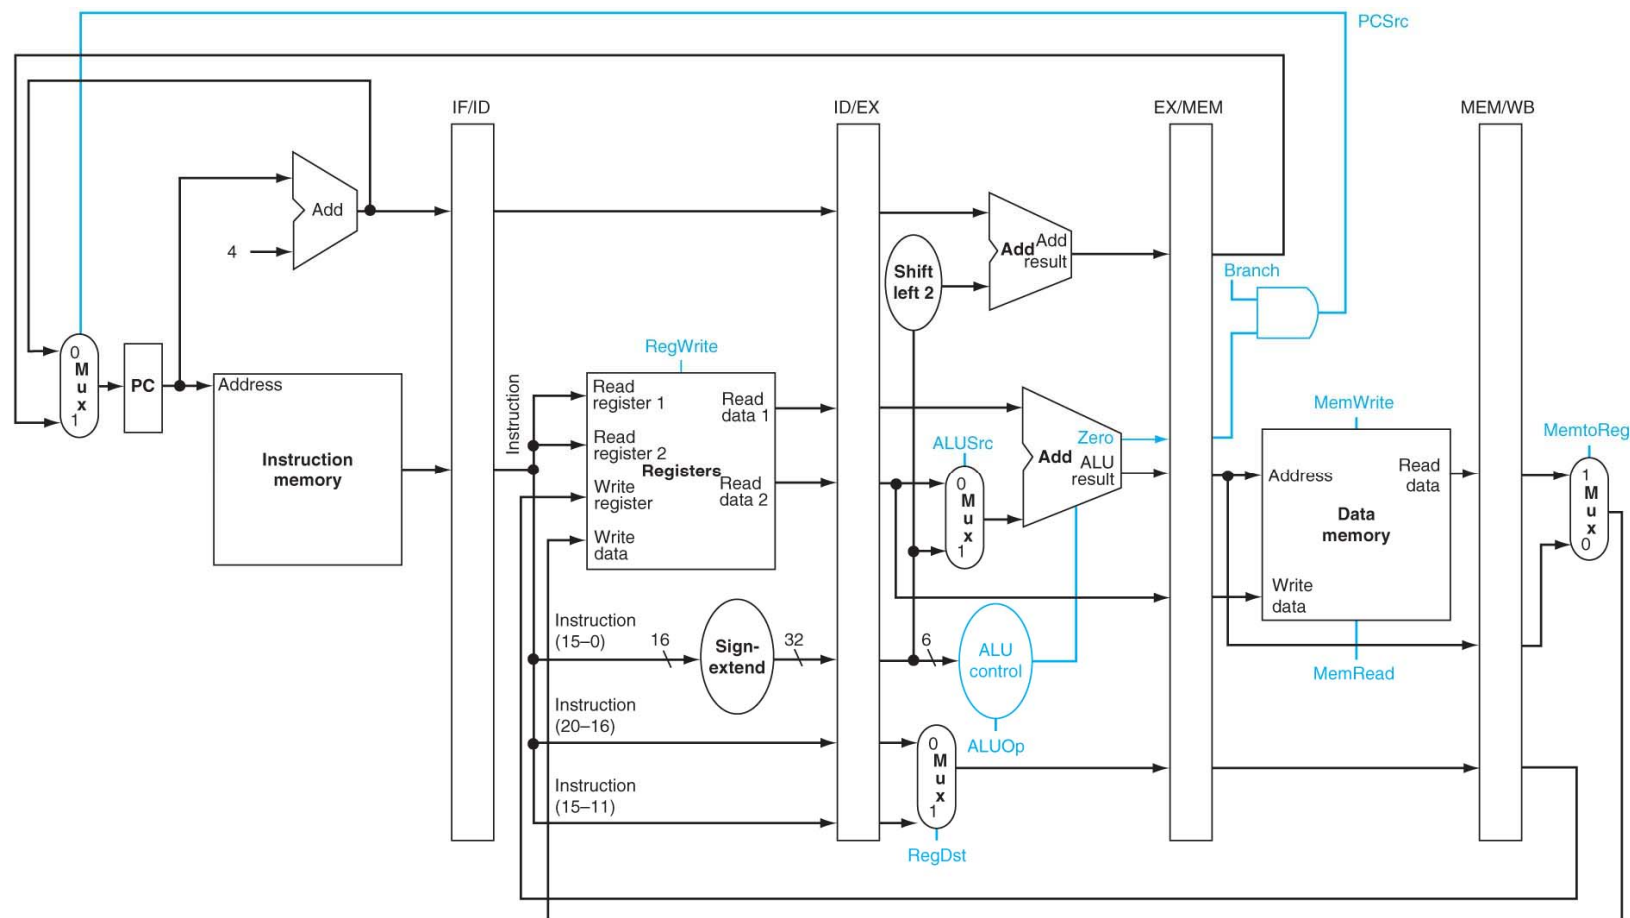 PCSrc
IF/ID
ID/EX
EX/MEM
MEM/WB
Add
4
Shift
left 2
Add
Add
result
Branch
0
M
u
x
1
PC
Address
Instruction
memory
Instruction
RegWrite
Read
register 1
Read
register 2
Write
register
Write
data
Registers
Read
data 1
Read
data 2
ALUSrc
0
M
u
x
1
Add
Zero
ALU
result
MemWrite
Address
Read
data
Data
memory
Write
data
MemRead
MemtoReg
1
M
u
x
0
Instruction
(15–0)
16
Sign-
extend
32
6
ALU
control
ALUOp
Instruction
(20–16)
Instruction
(15–11)
0
M
u
x
1
RegDst